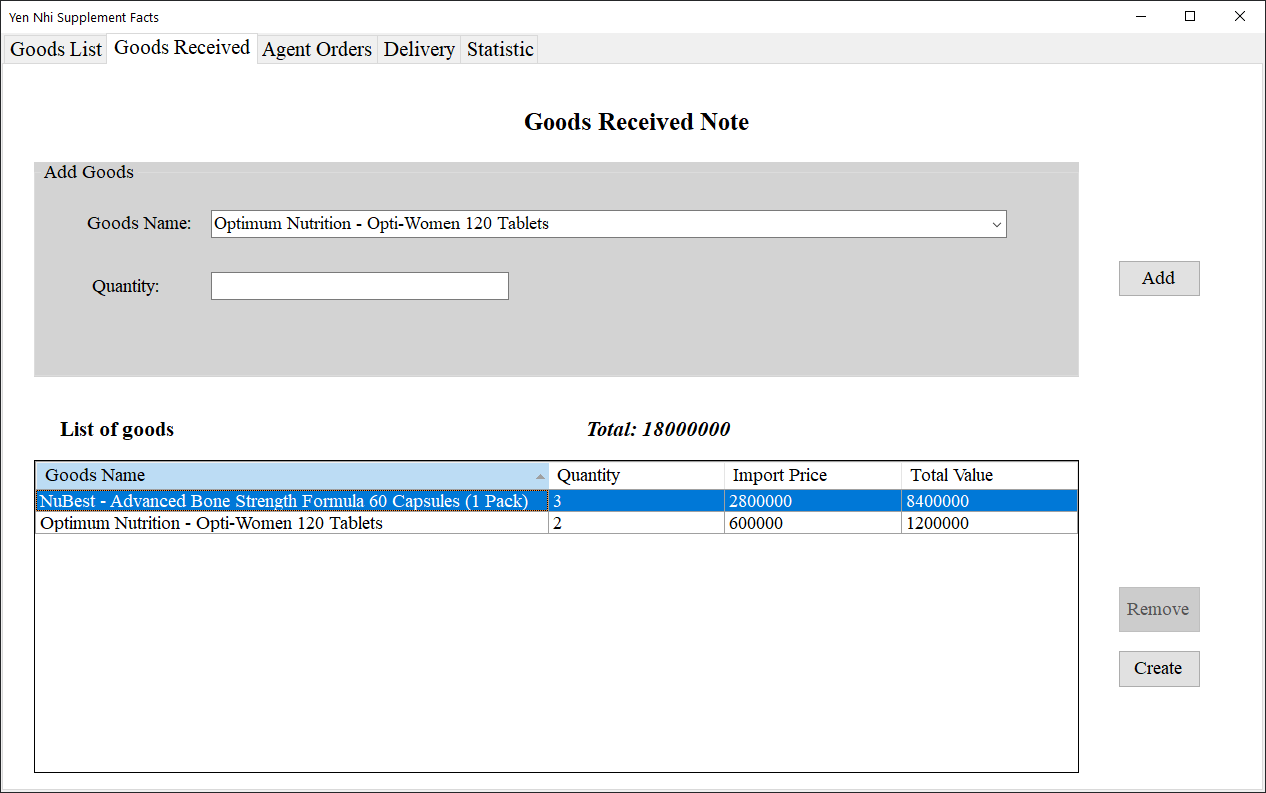 Yen Nhi Supplement Facts
Goods List Goods Received Agent Orders Delivery Statistic
Goods Received Note
Add Goods
Goods Name: Optimum Nutrition - Opti-Women 120 Tablets
Add
Quantity:
List of goods Total: 18000000
Goods Name Quantity Import Price Total Value
NuBest - Advanced Bone Strength Formula 60 Capsules (1 Pack) 3 2800000 8400000
Optimum Nutrition - Opti-Women 120 Tablets 2 600000 1200000
Remove
Create